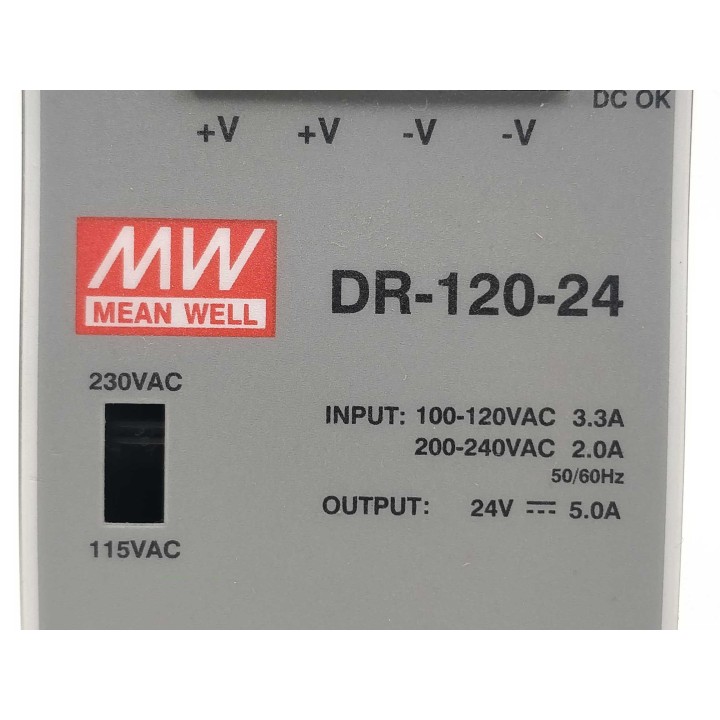 DC OK
+V +V -V -V
MW
MEAN WELL
DR-120-24
230VAC
115VAC
INPUT: 100-120VAC 3.3A
200-240VAC 2.0A
50/60Hz
OUTPUT: 24V ⎓ 5.0A